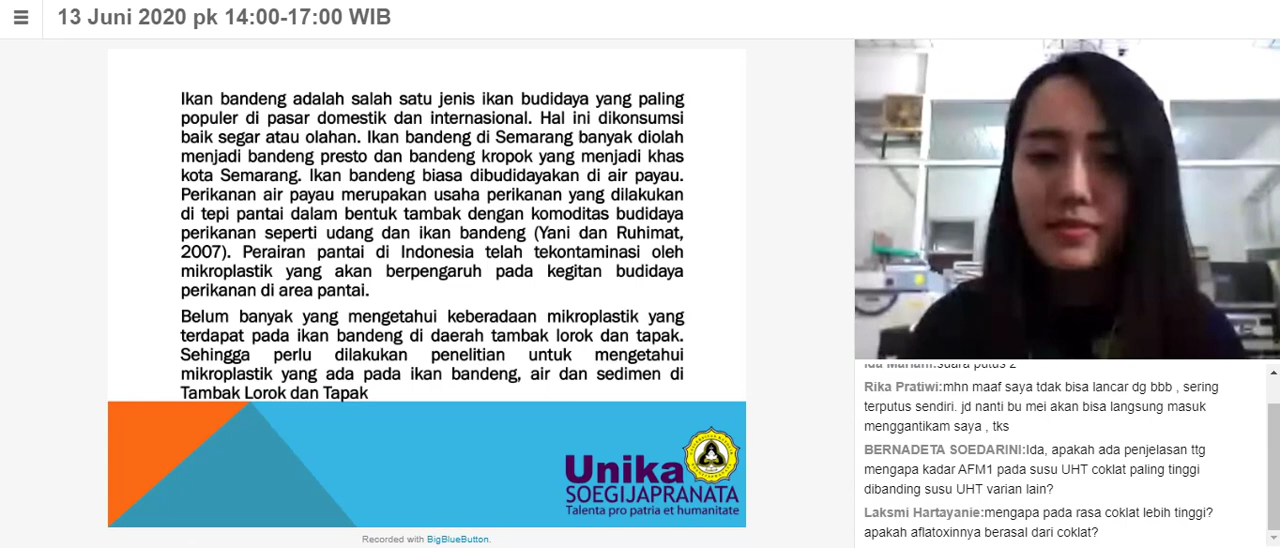 13 Juni 2020 pk 14:00-17:00 WIB
Ikan bandeng adalah salah satu jenis ikan budidaya yang paling
populer di pasar domestik dan internasional. Hal ini dikonsumsi
baik segar atau olahan. Ikan bandeng di Semarang banyak diolah
menjadi bandeng presto dan bandeng kropok yang menjadi khas
kota Semarang. Ikan bandeng biasa dibudidayakan di air payau.
Perikanan air payau merupakan usaha perikanan yang dilakukan
di tepi pantai dalam bentuk tambak dengan komoditas budidaya
perikanan seperti udang dan ikan bandeng (Yani dan Ruhimat,
2007). Perairan pantai di Indonesia telah tekontaminasi oleh
mikroplastik yang akan berpengaruh pada kegitan budidaya
perikanan di area pantai.
Belum banyak yang mengetahui keberadaan mikroplastik yang
terdapat pada ikan bandeng di daerah tambak lorok dan tapak.
Sehingga perlu dilakukan penelitian untuk mengetahui
mikroplastik yang ada pada ikan bandeng, air dan sedimen di
Tambak Lorok dan Tapak
Unika
SOEGIJAPRANATA
Talenta pro patria et humanitate
Recorded with BigBlueButton.
Ida Mariam:suara putus 2
Rika Pratiwi:mhn maaf saya tdak bisa lancar dg bbb , sering
terputus sendiri. jd nanti bu mei akan bisa langsung masuk
menggantikam saya , tks
BERNADETA SOEDARINI:Ida, apakah ada penjelasan ttg
mengapa kadar AFM1 pada susu UHT coklat paling tinggi
dibanding susu UHT varian lain?
Laksmi Hartayanie:mengapa pada rasa coklat lebih tinggi?
apakah aflatoxinnya berasal dari coklat?